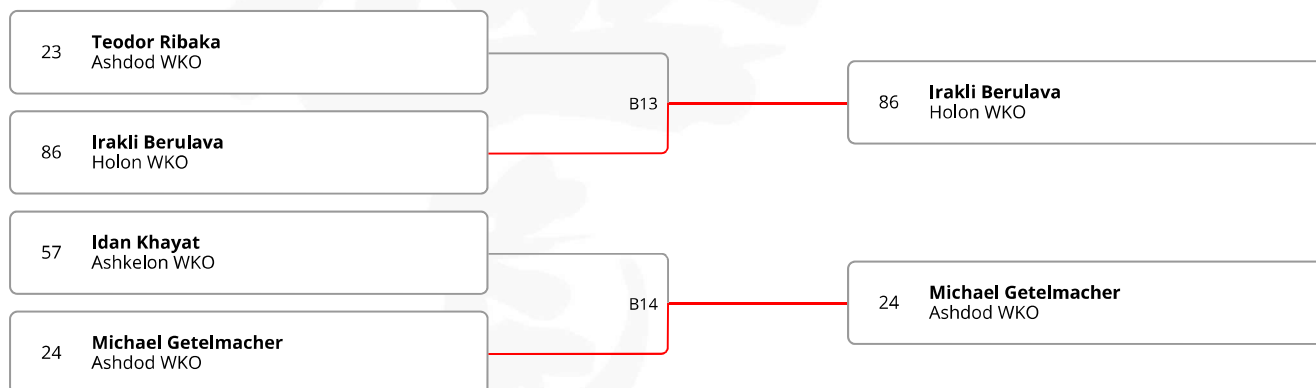 23
Teodor Ribaka
Ashdod WKO
86
Irakli Berulava
Holon WKO
57
Idan Khayat
Ashkelon WKO
24
Michael Getelmacher
Ashdod WKO
B13
B14
86
Irakli Berulava
Holon WKO
24
Michael Getelmacher
Ashdod WKO